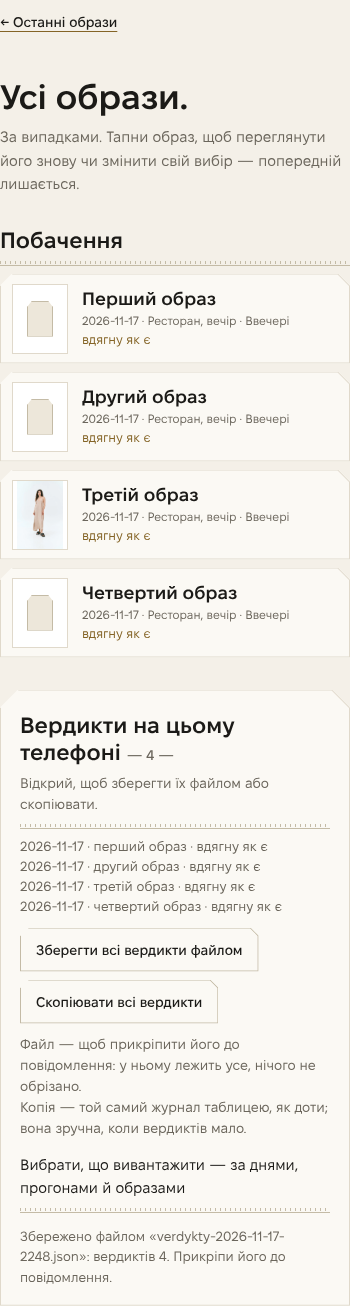 ← Останні образи
Усі образи.
За випадками. Тапни образ, щоб переглянути
його знову чи змінити свій вибір — попередній
лишається.
Побачення
Перший образ
2026-11-17 · Ресторан, вечір · Ввечері
вдягну як є
Другий образ
2026-11-17 · Ресторан, вечір · Ввечері
вдягну як є
Третій образ
2026-11-17 · Ресторан, вечір · Ввечері
вдягну як є
Четвертий образ
2026-11-17 · Ресторан, вечір · Ввечері
вдягну як є
Вердикти на цьому
телефоні — 4 —
Відкрий, щоб зберегти їх файлом або
скопіювати.
2026-11-17 · перший образ · вдягну як є
2026-11-17 · другий образ · вдягну як є
2026-11-17 · третій образ · вдягну як є
2026-11-17 · четвертий образ · вдягну як є
Зберегти всі вердикти файлом
Скопіювати всі вердикти
Файл — щоб прикріпити його до
повідомлення: у ньому лежить усе, нічого не
обрізано.
Копія — той самий журнал таблицею, як доти;
вона зручна, коли вердиктів мало.
Вибрати, що вивантажити — за днями,
прогонами й образами
Збережено файлом «verdykty-2026-11-17-
2248.json»: вердиктів 4. Прикріпи його до
повідомлення.